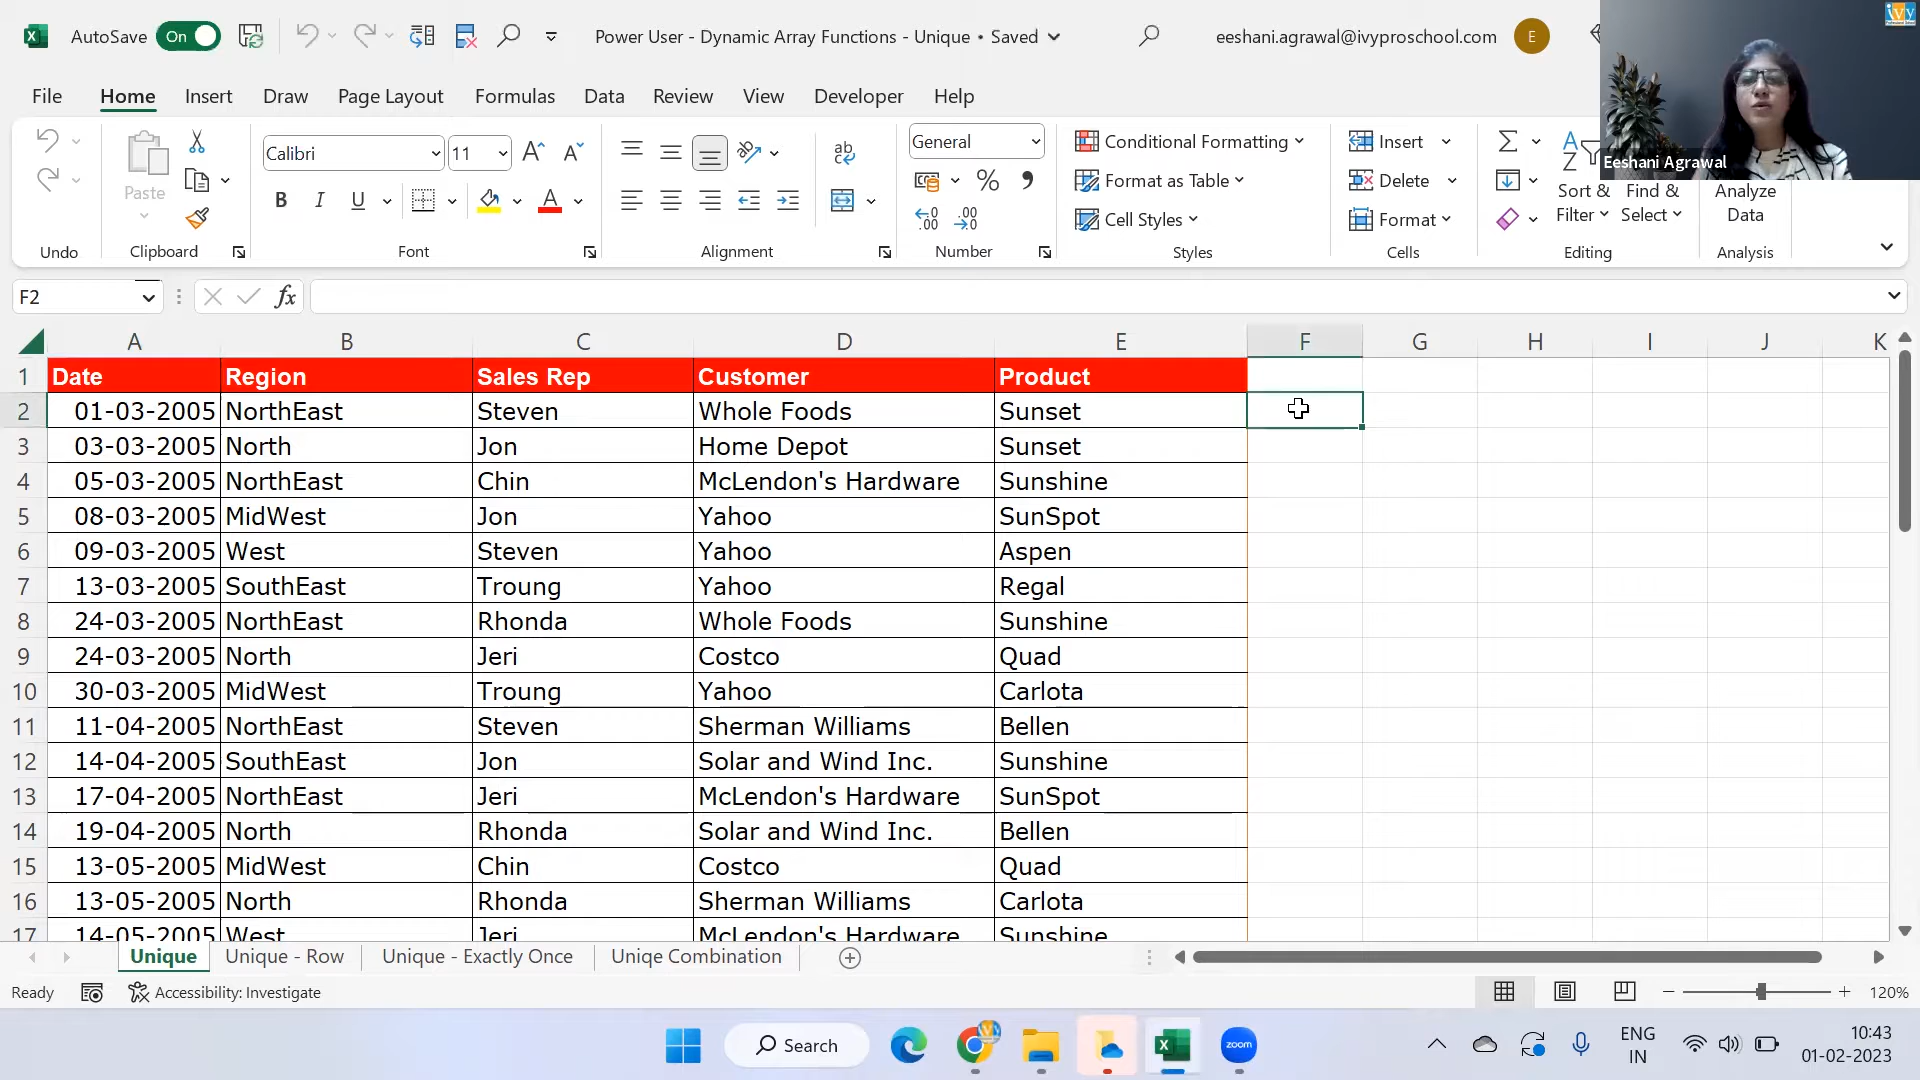 AutoSave On Power User - Dynamic Array Functions - Unique • Saved eeshani.agrawal@ivyproschool.com E ivy
File Home Insert Draw Page Layout Formulas Data Review View Developer Help
Paste
Calibri 11
B I U
ab
General
Conditional Formatting
Format as Table
Cell Styles
Insert
Delete
Format
Sort & Filter
Find & Select
Analyze Data
Eeshani Agrawal
Undo Clipboard Font Alignment Number Styles Cells Editing Analysis
F2 fx
A B C D E F G H I J K
1 Date Region Sales Rep Customer Product
2 01-03-2005 NorthEast Steven Whole Foods Sunset
3 03-03-2005 North Jon Home Depot Sunset
4 05-03-2005 NorthEast Chin McLendon's Hardware Sunshine
5 08-03-2005 MidWest Jon Yahoo SunSpot
6 09-03-2005 West Steven Yahoo Aspen
7 13-03-2005 SouthEast Troung Yahoo Regal
8 24-03-2005 NorthEast Rhonda Whole Foods Sunshine
9 24-03-2005 North Jeri Costco Quad
10 30-03-2005 MidWest Troung Yahoo Carlota
11 11-04-2005 NorthEast Steven Sherman Williams Bellen
12 14-04-2005 SouthEast Jon Solar and Wind Inc. Sunshine
13 17-04-2005 NorthEast Jeri McLendon's Hardware SunSpot
14 19-04-2005 North Rhonda Solar and Wind Inc. Bellen
15 13-05-2005 MidWest Chin Costco Quad
16 13-05-2005 North Rhonda Sherman Williams Carlota
17 14-05-2005 West Jeri McLendon's Hardware Sunshine
Unique Unique - Row Unique - Exactly Once Uniqe Combination
Ready Accessibility: Investigate 120%
Search zoom ENG IN 10:43 01-02-2023